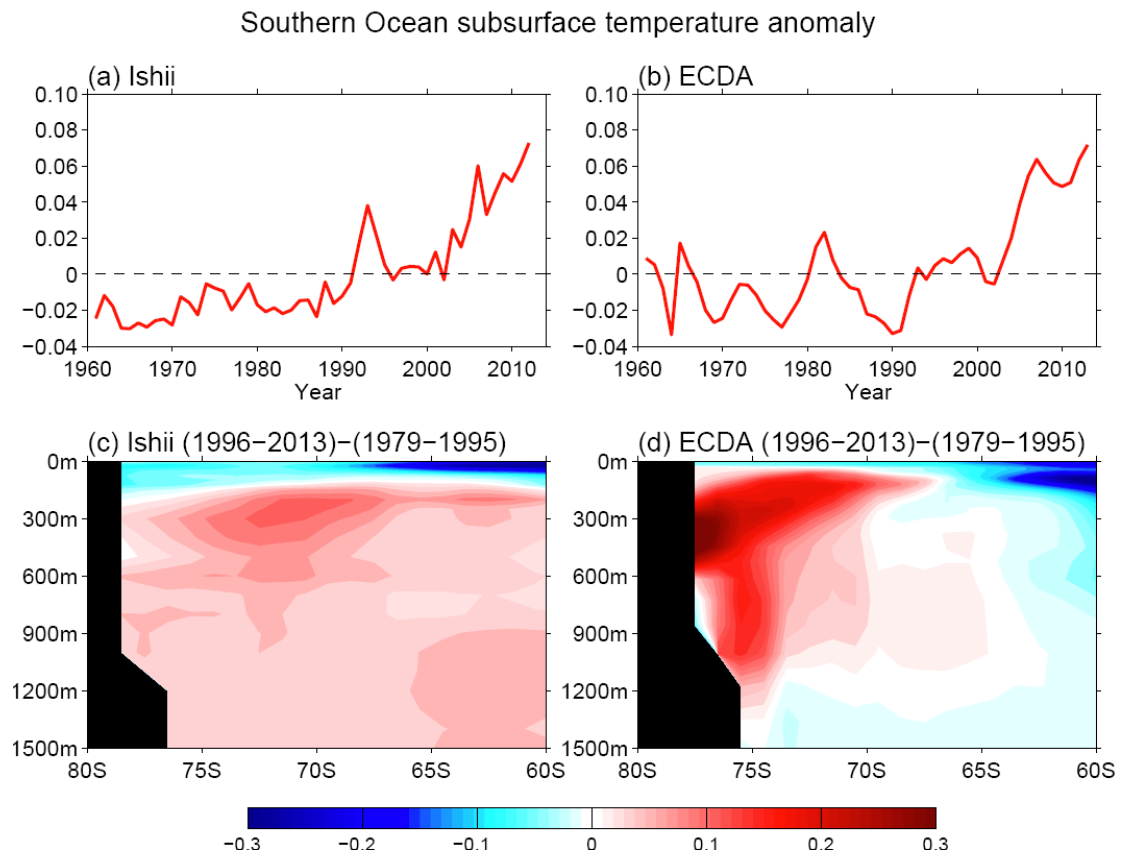 Southern Ocean subsurface temperature anomaly
(a) Ishii
(b) ECDA
0.10
0.08
0.06
0.04
0.02
0
−0.02
−0.04
1960 1970 1980 1990 2000 2010
Year
0.10
0.08
0.06
0.04
0.02
0
−0.02
−0.04
1960 1970 1980 1990 2000 2010
Year
(c) Ishii (1996−2013)−(1979−1995)
0m
300m
600m
900m
1200m
1500m
80S 75S 70S 65S 60S
(d) ECDA (1996−2013)−(1979−1995)
0m
300m
600m
900m
1200m
1500m
80S 75S 70S 65S 60S
−0.3 −0.2 −0.1 0 0.1 0.2 0.3